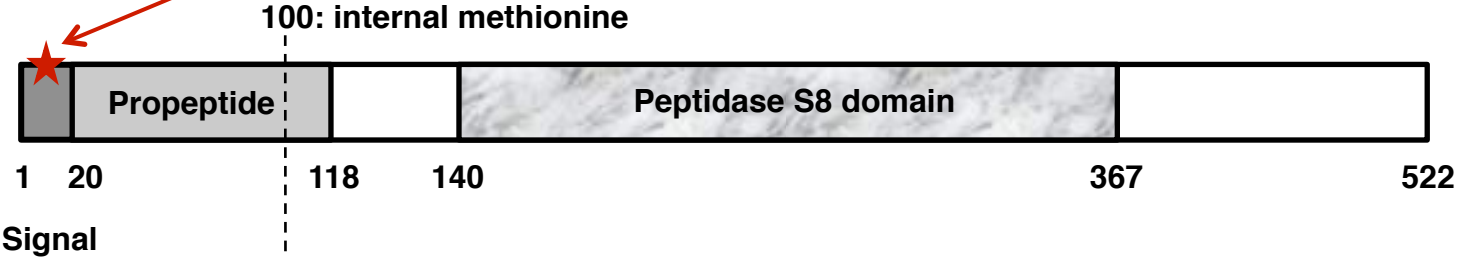 100: internal methionine
Propeptide Peptidase S8 domain
1 20 118 140 367 522
Signal